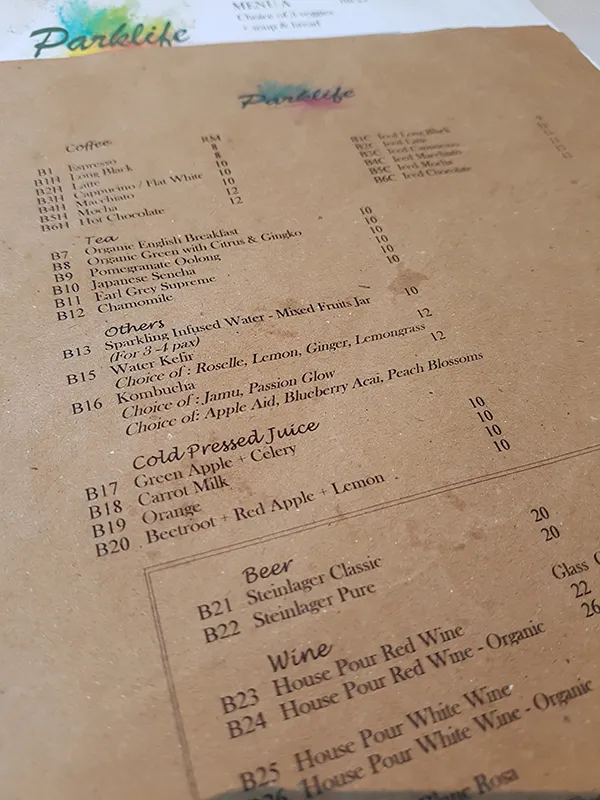 Parklife
MENU A
Choice of 3 veggies
+ soup & bread
Parklife
Coffee
RM
B1 Espresso 8
B1H Long Black 8
B2H Latte 10
B3H Cappucino / Flat White 10
B4H Macchiato 10
B5H Mocha 12
B6H Hot Chocolate 12
B1C Iced Long Black
B2C Iced Latte
B3C Iced Cappucino
B4C Iced Macchiato
B5C Iced Mocha
B6C Iced Chocolate
Tea
B7 Organic English Breakfast 10
B8 Organic Green with Citrus & Gingko 10
B9 Pomegranate Oolong 10
B10 Japanese Sencha 10
B11 Earl Grey Supreme 10
B12 Chamomile 10
Others
B13 Sparkling Infused Water - Mixed Fruits Jar 10
(For 3 -4 pax)
B15 Water Kefir 12
Choice of : Roselle, Lemon, Ginger, Lemongrass
B16 Kombucha 12
Choice of : Jamu, Passion Glow
Choice of: Apple Aid, Blueberry Acai, Peach Blossoms
Cold Pressed Juice
B17 Green Apple + Celery 10
B18 Carrot Milk 10
B19 Orange 10
B20 Beetroot + Red Apple + Lemon 10
Beer
B21 Steinlager Classic 20
B22 Steinlager Pure 20
Wine
Glass
B23 House Pour Red Wine 22
B24 House Pour Red Wine - Organic 26
B25 House Pour White Wine
B26 House Pour White Wine - Organic
Rosa